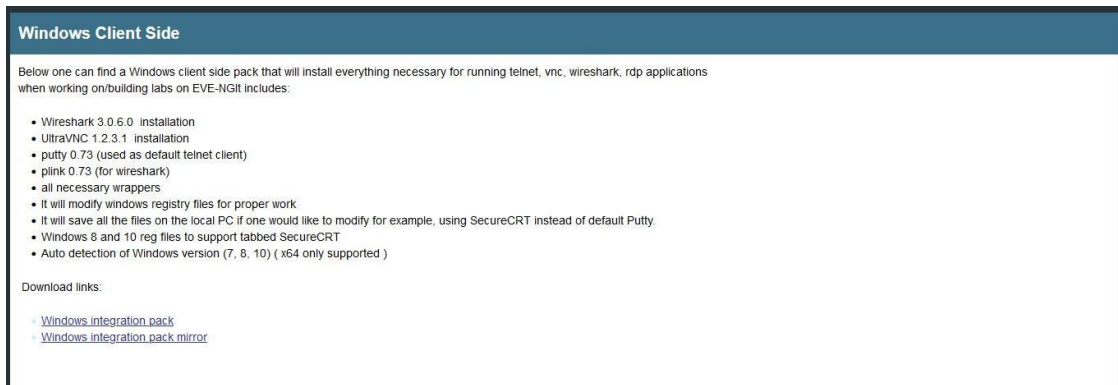 Windows Client Side
Below one can find a Windows client side pack that will install everything necessary for running telnet, vnc, wireshark, rdp applications
when working on/building labs on EVE-NGIt includes:
• Wireshark 3.0.6.0 installation
• UltraVNC 1.2.3.1 installation
• putty 0.73 (used as default telnet client)
• plink 0.73 (for wireshark)
• all necessary wrappers
• It will modify windows registry files for proper work
• It will save all the files on the local PC if one would like to modify for example, using SecureCRT instead of default Putty.
• Windows 8 and 10 reg files to support tabbed SecureCRT
• Auto detection of Windows version (7, 8, 10) ( x64 only supported )
Download links:
• Windows integration pack
• Windows integration pack mirror